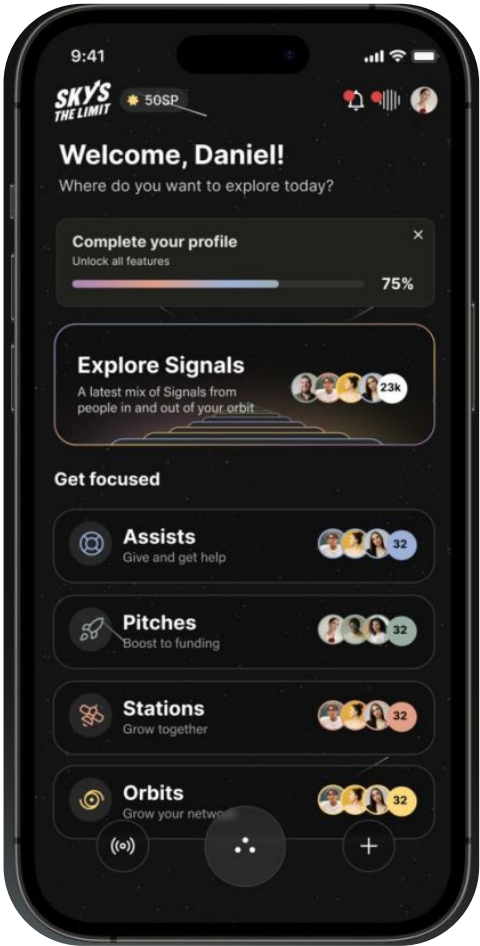 9:41
SKY'S
THE LIMIT
50SP
Welcome, Daniel!
Where do you want to explore today?
Complete your profile
Unlock all features
75%
Explore Signals
A latest mix of Signals from
people in and out of your orbit
23k
Get focused
Assists
Give and get help
32
Pitches
Boost to funding
32
Stations
Grow together
32
Orbits
Grow your
32